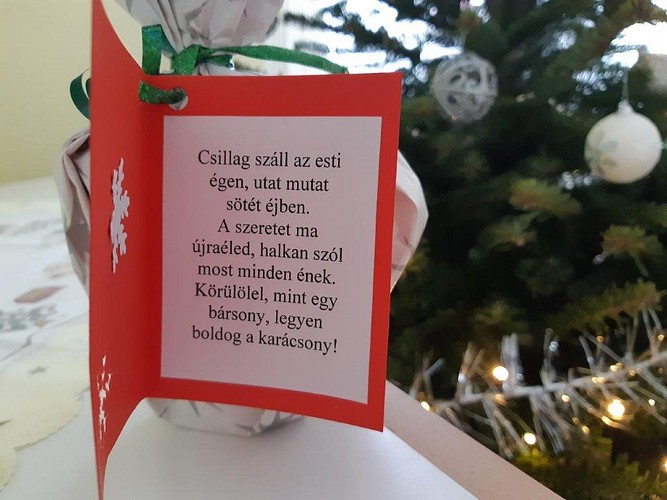 Csillag száll az esti
égen, utat mutat
sötét éjben.
A szeretet ma
újraéled, halkan szól
most minden ének.
Körülölel, mint egy
bársony, legyen
boldog a karácsony!